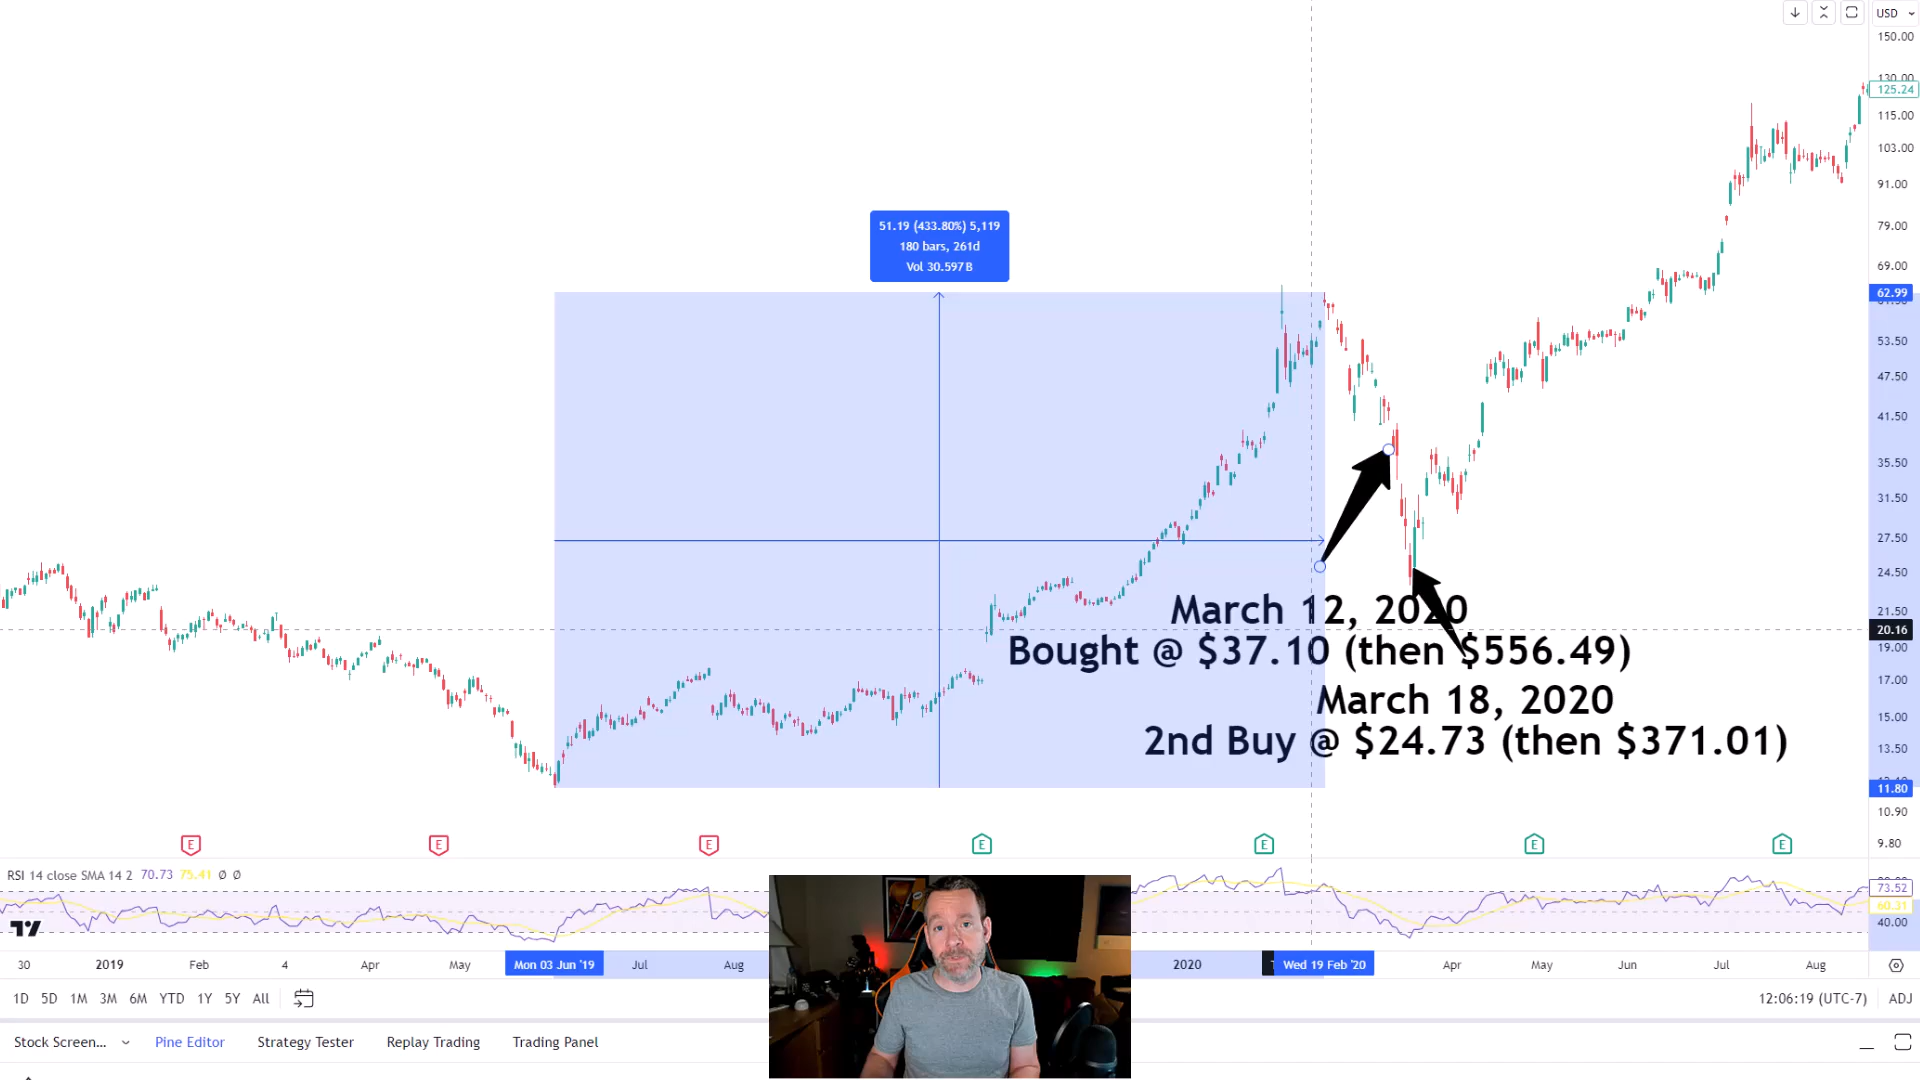 USD
150.00
130.00
125.24
115.00
103.00
91.00
79.00
69.00
62.99
53.50
47.50
41.50
35.50
31.50
27.50
24.50
21.50
20.16
19.00
17.00
15.00
13.50
11.80
10.90
9.80
51.19 (433.80%) 5,119
180 bars, 261d
Vol 30.597B
March 12, 2020
Bought @ $37.10 (then $556.49)
March 18, 2020
2nd Buy @ $24.73 (then $371.01)
E E E E E E E
RSI 14 close SMA 14 2 70.73 75.41 Ø Ø
73.52
60.31
40.00
30 2019 Feb 4 Apr May Mon 03 Jun '19 Jul Aug 2020 Wed 19 Feb '20 Apr May Jun Jul Aug
1D 5D 1M 3M 6M YTD 1Y 5Y All
12:06:19 (UTC-7) ADJ
Stock Screen... Pine Editor Strategy Tester Replay Trading Trading Panel